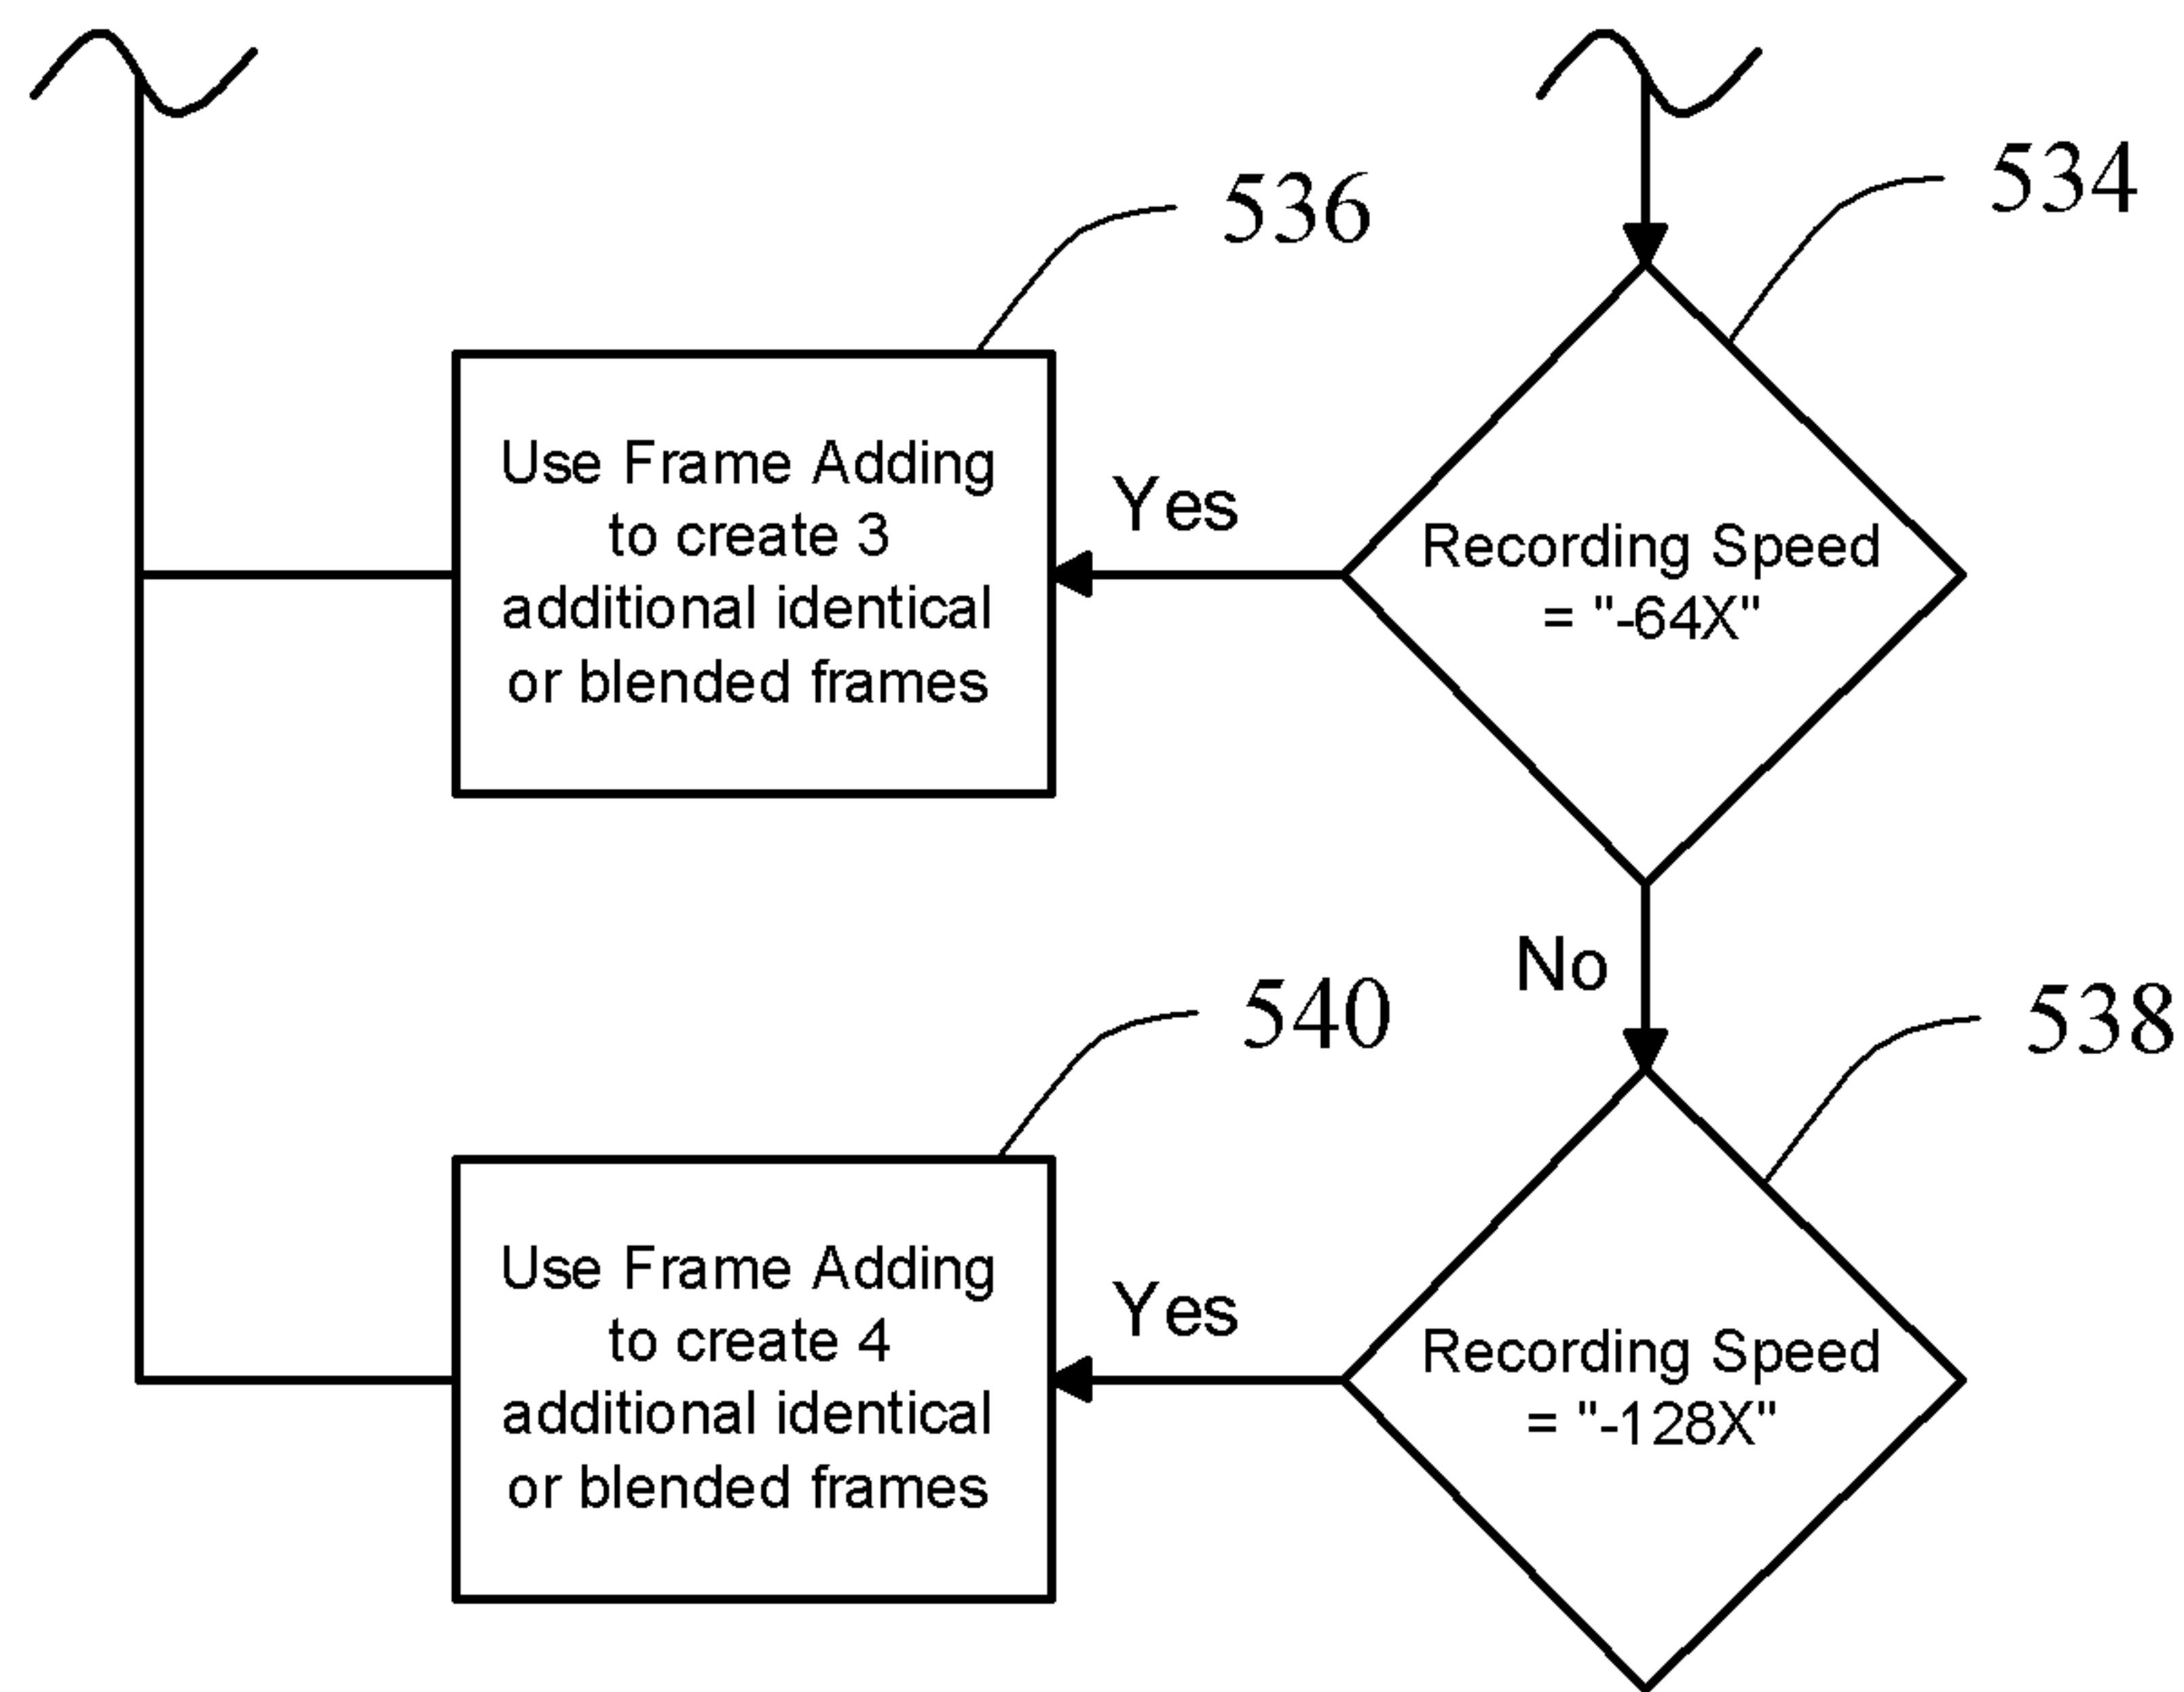 534
536
Use Frame Adding
to create 3
additional identical
or blended frames
Yes
Recording Speed
= "-64X"
No
540
538
Use Frame Adding
to create 4
additional identical
or blended frames
Yes
Recording Speed
= "-128X"